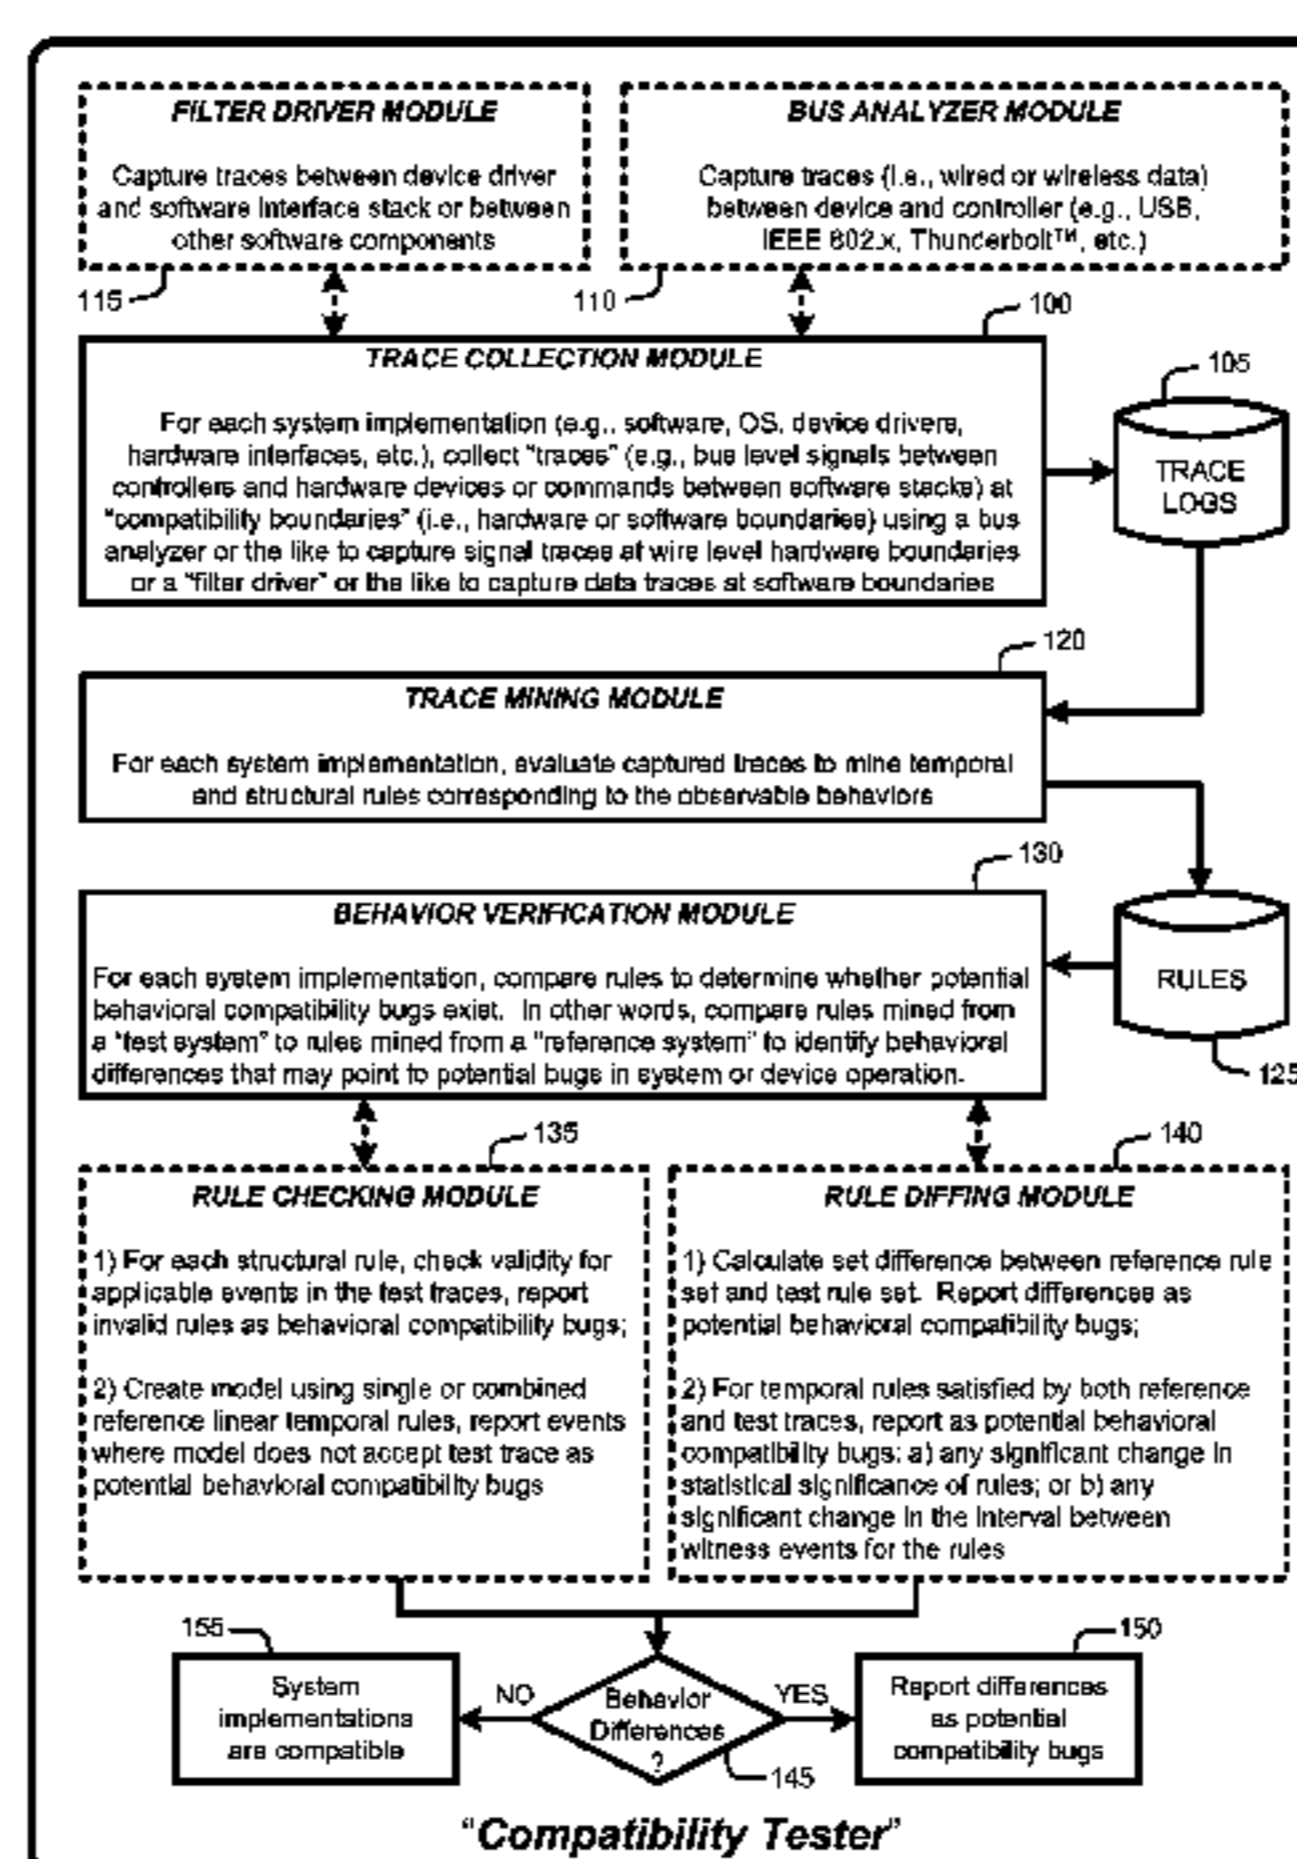 FILTER DRIVER MODULE
Capture traces between device driver
and software interface stack or between
other software components
115
BUS ANALYZER MODULE
Capture traces (i.e., wired or wireless data)
between device and controller (e.g., USB,
IEEE 802.x, Thunderbolt™, etc.)
110
100
TRACE COLLECTION MODULE
For each system implementation (e.g., software, OS, device drivers,
hardware interfaces, etc.), collect “traces” (e.g., bus level signals between
controllers and hardware devices or commands between software stacks) at
“compatibility boundaries” (i.e., hardware or software boundaries) using a bus
analyzer or the like to capture signal traces at wire level hardware boundaries
or a “filter driver” or the like to capture data traces at software boundaries
105
TRACE
LOGS
120
TRACE MINING MODULE
For each system implementation, evaluate captured traces to mine temporal
and structural rules corresponding to the observable behaviors
130
BEHAVIOR VERIFICATION MODULE
For each system implementation, compare rules to determine whether potential
behavioral compatibility bugs exist. In other words, compare rules mined from
a “test system” to rules mined from a “reference system” to identify behavioral
differences that may point to potential bugs in system or device operation.
RULES
125
135
RULE CHECKING MODULE
1) For each structural rule, check validity for
applicable events in the test traces, report
invalid rules as behavioral compatibility bugs;
2) Create model using single or combined
reference linear temporal rules, report events
where model does not accept test trace as
potential behavioral compatibility bugs
140
RULE DIFFING MODULE
1) Calculate set difference between reference rule
set and test rule set. Report differences as
potential behavioral compatibility bugs;
2) For temporal rules satisfied by both reference
and test traces, report as potential behavioral
compatibility bugs: a) any significant change in
statistical significance of rules; or b) any
significant change in the interval between
witness events for the rules
155
System
implementations
are compatible
NO
Behavior
Differences
?
YES
145
150
Report differences
as potential
compatibility bugs
“Compatibility Tester”